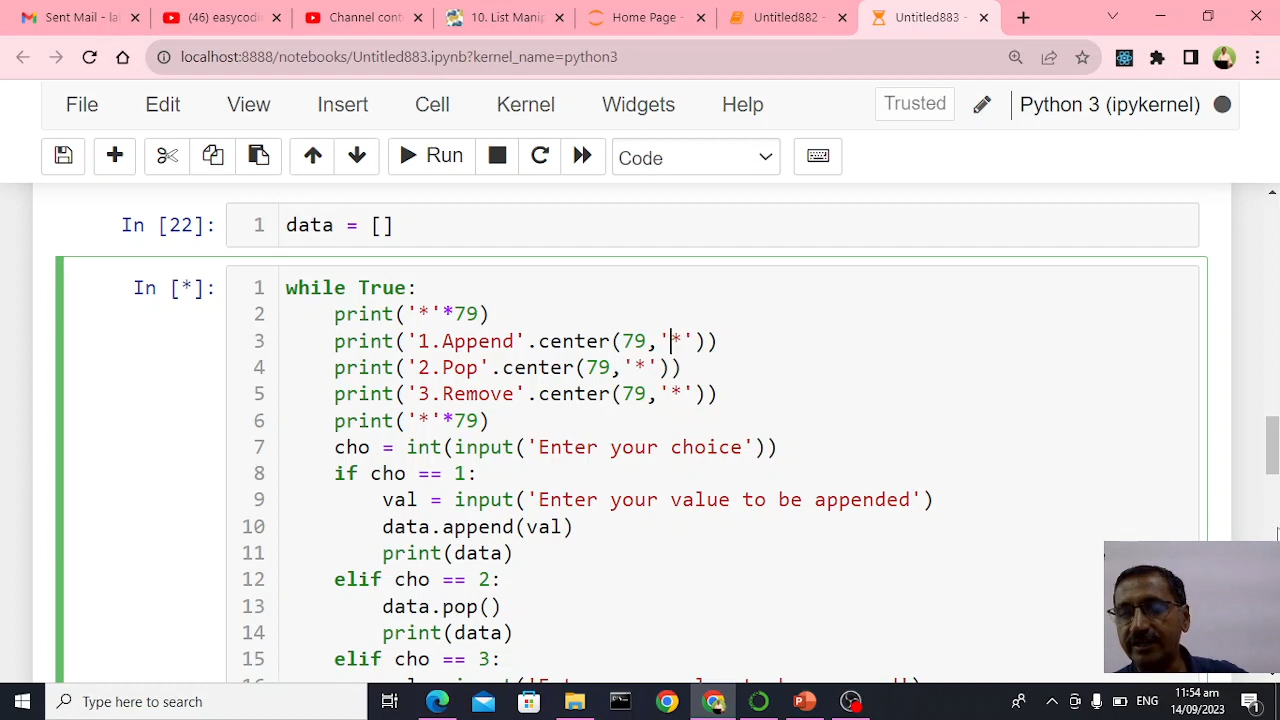 Sent Mail - la
(46) easycodi
Channel cont
10. List Manip
Home Page -
Untitled882 -
Untitled883 -
localhost:8888/notebooks/Untitled883.ipynb?kernel_name=python3
File Edit View Insert Cell Kernel Widgets Help Trusted Python 3 (ipykernel)
Run Code
In [22]: 1 data = []
In [*]: 1 while True:
2 print('*'*79)
3 print('1.Append'.center(79,'*'))
4 print('2.Pop'.center(79,'*'))
5 print('3.Remove'.center(79,'*'))
6 print('*'*79)
7 cho = int(input('Enter your choice'))
8 if cho == 1:
9 val = input('Enter your value to be appended')
10 data.append(val)
11 print(data)
12 elif cho == 2:
13 data.pop()
14 print(data)
15 elif cho == 3:
Type here to search
ENG
11:54 am
14/09/2023
1